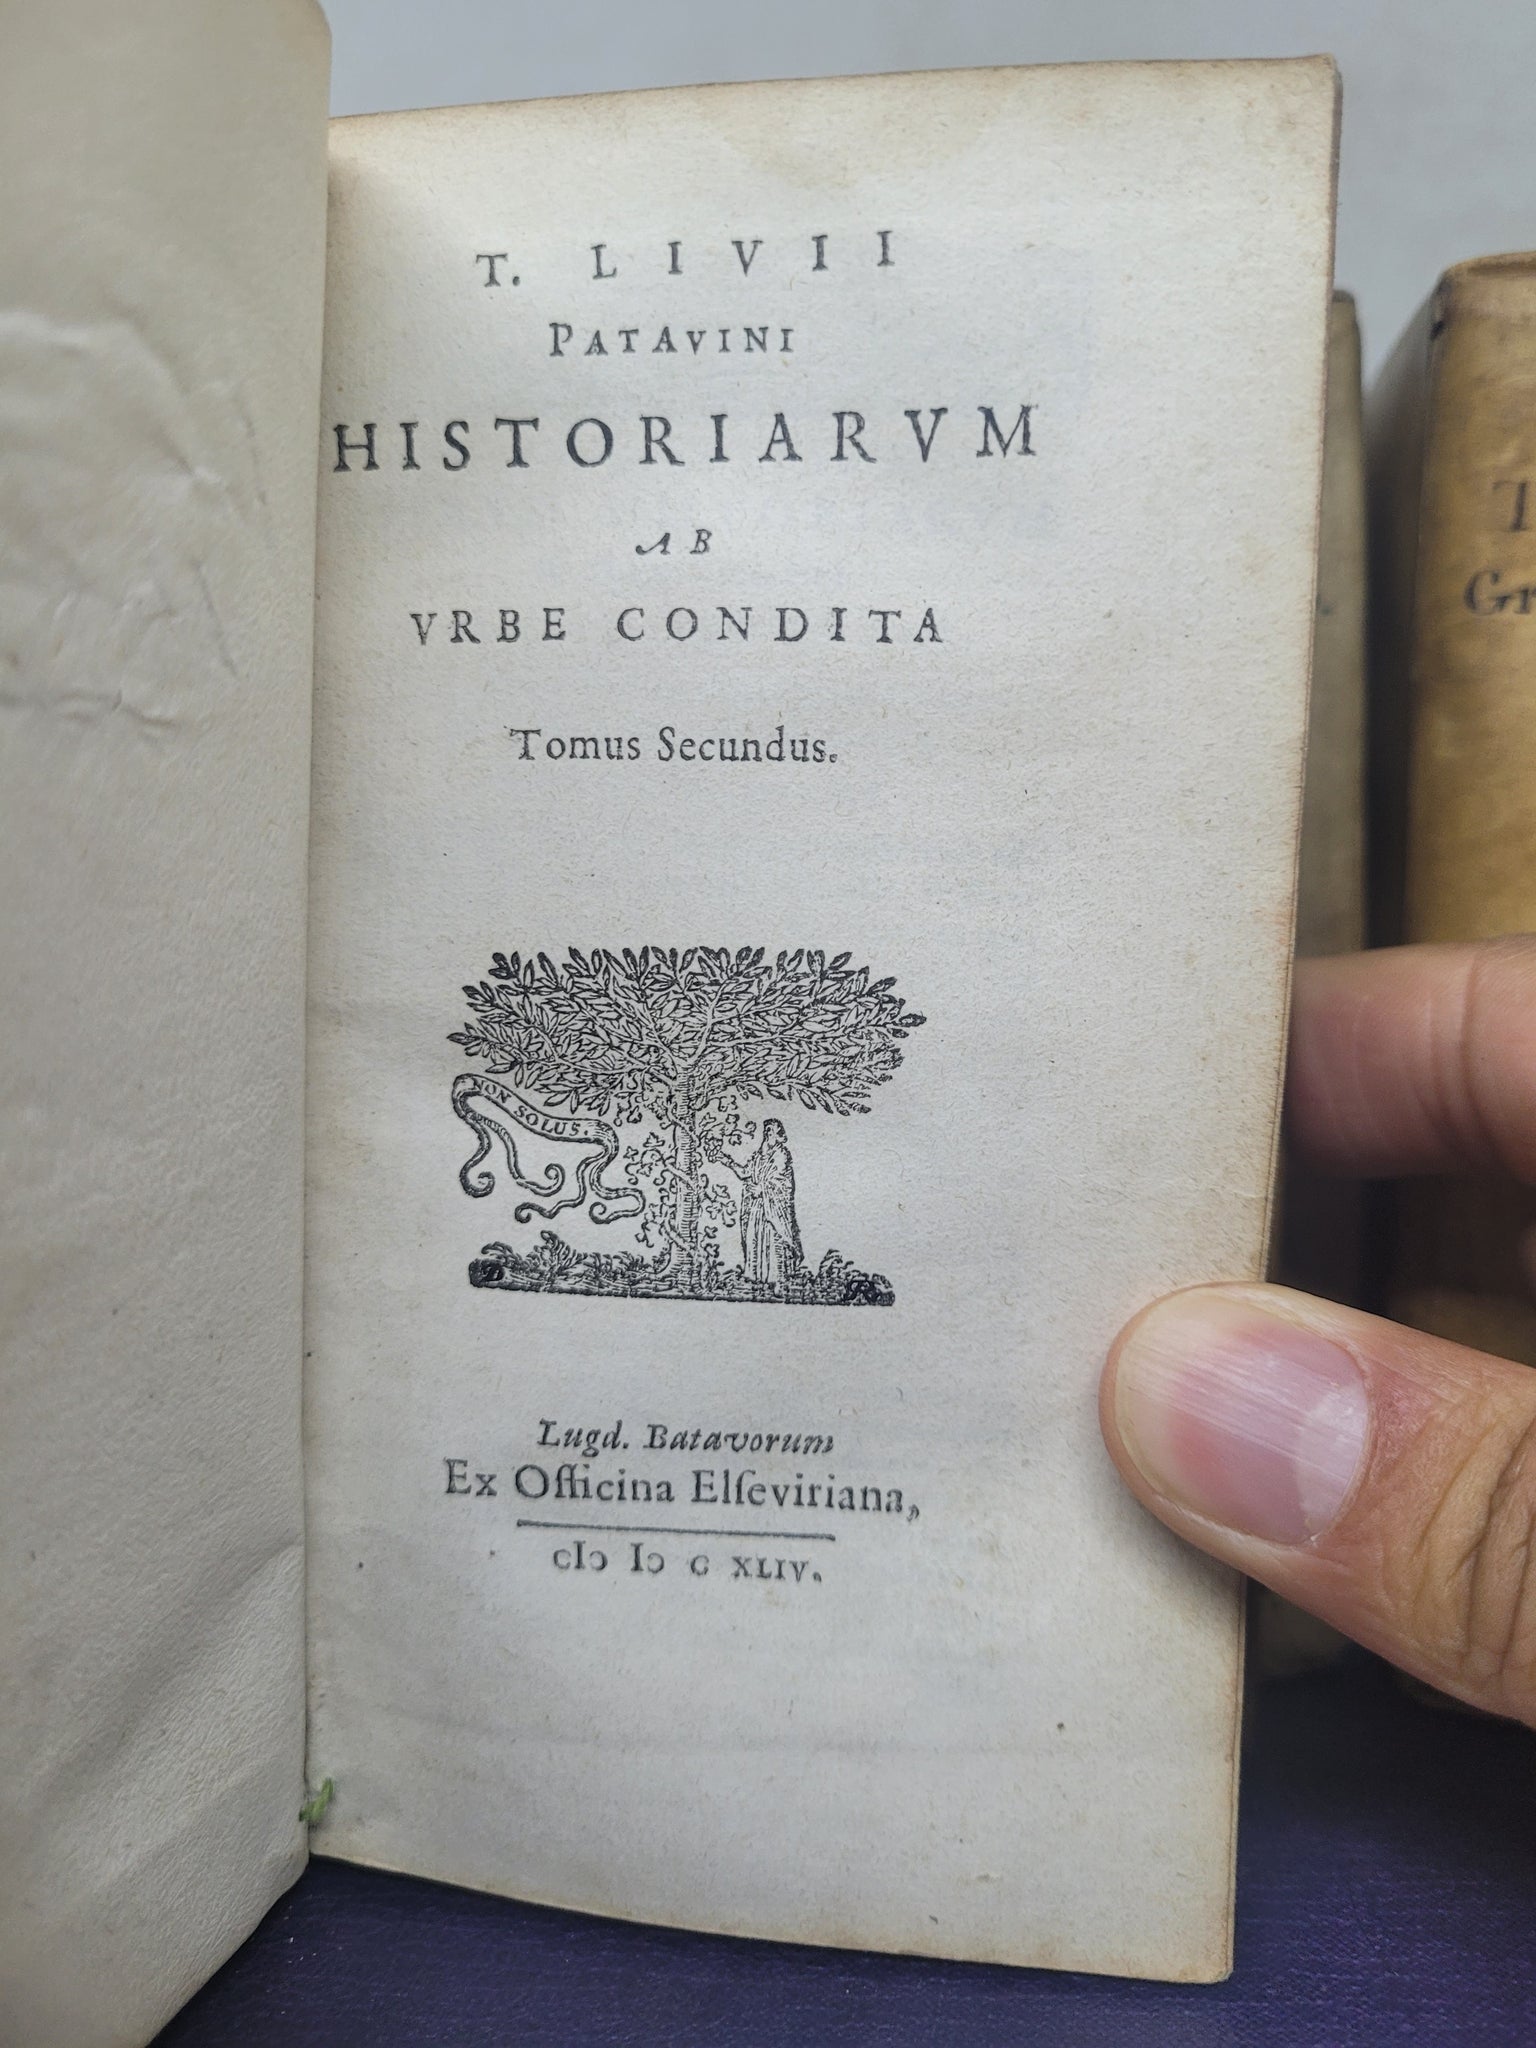 T. LIVII
PATAVINI
HISTORIARVM
AB
VRBE CONDITA
Tomus Secundus.
NON SOLUS.
Lugd. Batavorum
Ex Officina Elſeviriana,
cIɔ Iɔ c XLIV.